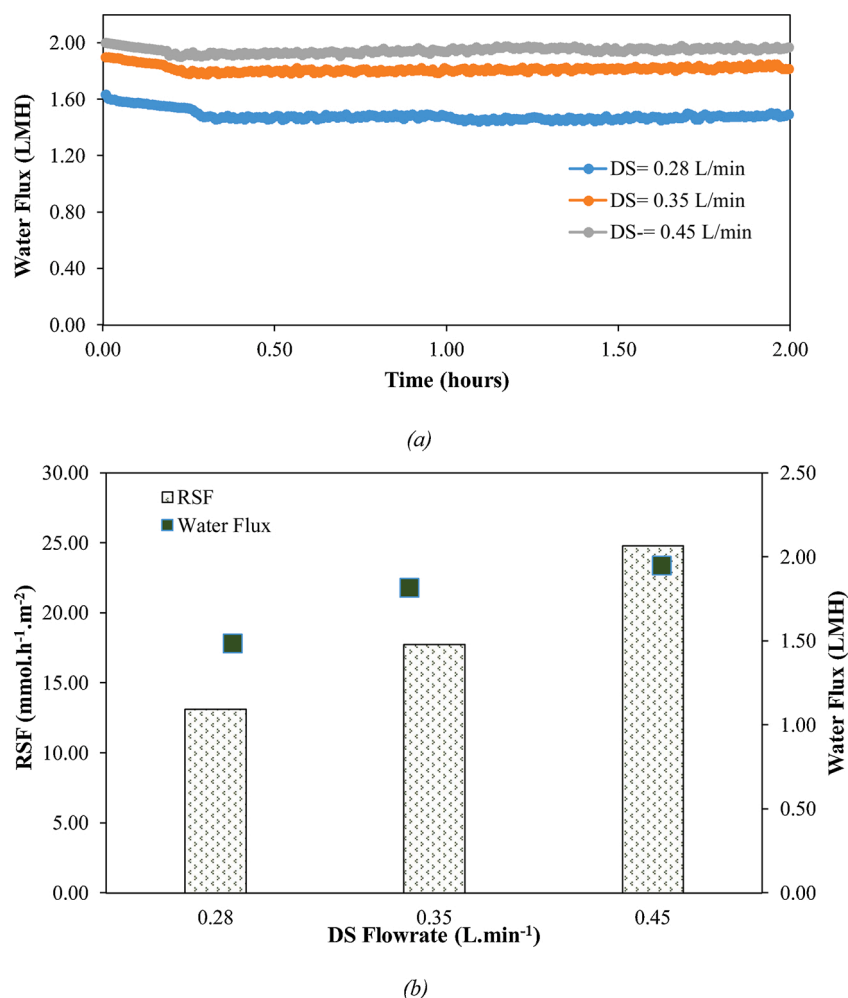 2.00
1.60
1.20
0.80
0.40
0.00
Water Flux (LMH)
DS= 0.28 L/min
DS= 0.35 L/min
DS-= 0.45 L/min
0.00 0.50 1.00 1.50 2.00
Time (hours)
(a)
30.00
25.00
20.00
15.00
10.00
5.00
0.00
RSF (mmol.h-1.m-2)
RSF
Water Flux
2.50
2.00
1.50
1.00
0.50
0.00
Water Flux (LMH)
0.28 0.35 0.45
DS Flowrate (L.min-1)
(b)